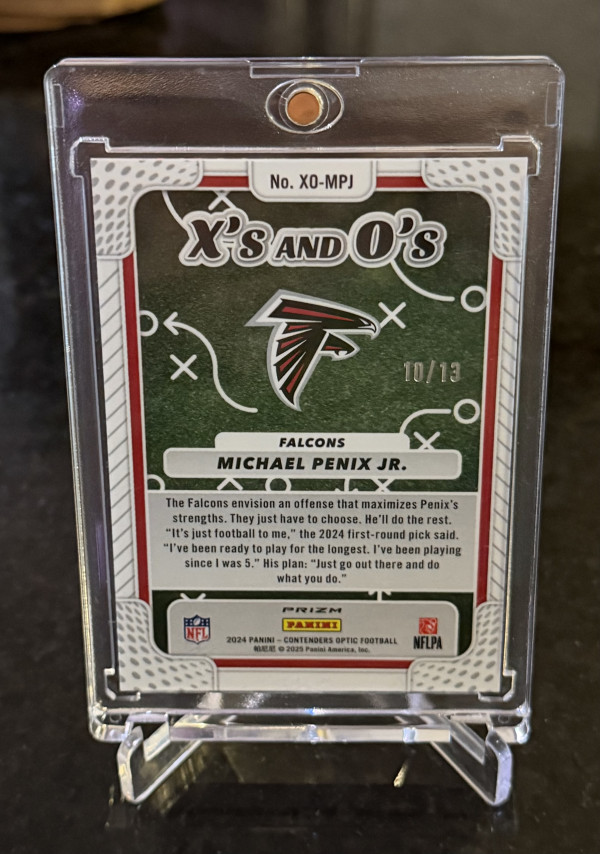 No. XO-MPJ
X's AND O's
10/13
FALCONS
MICHAEL PENIX JR.
The Falcons envision an offense that maximizes Penix's
strengths. They just have to choose. He'll do the rest.
"It's just football to me," the 2024 first-round pick said.
"I've been ready to play for the longest. I've been playing
since I was 5." His plan: "Just go out there and do
what you do."
PRIZM
NFL
PANINI
NFLPA
2024 PANINI – CONTENDERS OPTIC FOOTBALL
帕尼尼 © 2025 Panini America, Inc.